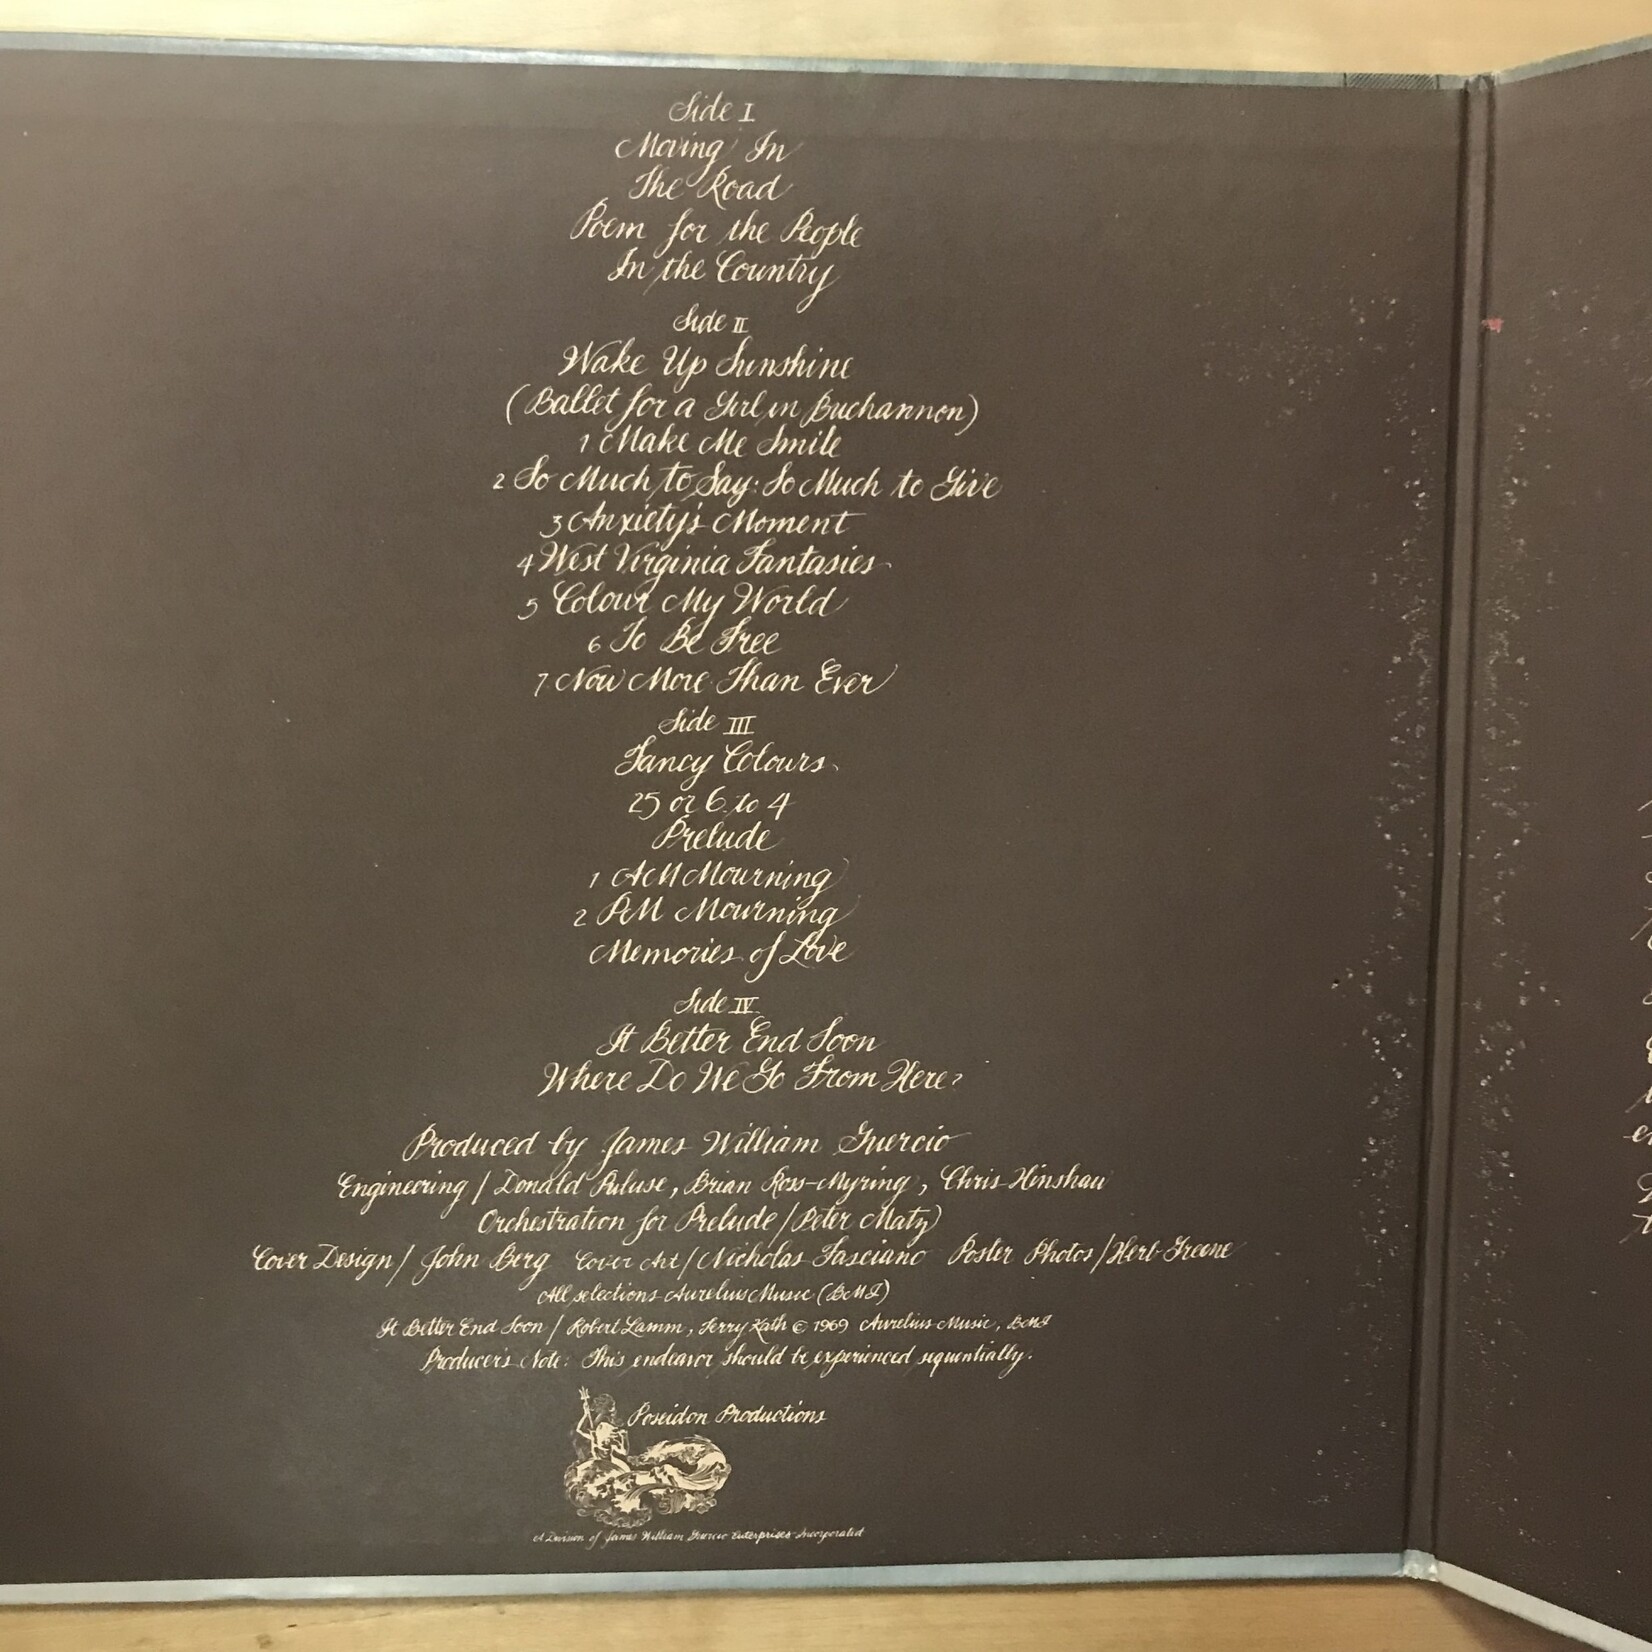 Side I
Moving In
The Road
Poem for the People
In the Country
Side II
Wake Up Sunshine
(Ballet for a Girl in Buchannon)
1 Make Me Smile
2 So Much to Say: So Much to Give
3 Anxiety's Moment
4 West Virginia Fantasies
5 Colour My World
6 To Be Free
7 Now More Than Ever
Side III
Fancy Colours
25 or 6 to 4
Prelude
1 AM Mourning
2 PM Mourning
Memories of Love
Side IV
It Better End Soon
Where Do We Go From Here?
Produced by James William Guercio
Engineering / Donald Puluse, Brian Ross-Myring, Chris Hinshaw
Orchestration for Prelude / Peter Matz
Cover Design / John Berg Cover Art / Nicholas Fasciano Poster Photos / Herb Greene
All selections Aurelius Music (BMI)
It Better End Soon / Robert Lamm, Terry Kath © 1969 Aurelius Music, BMI
Producer's Note: This endeavor should be experienced sequentially.
Poseidon Productions
A Division of James William Guercio Enterprises Incorporated